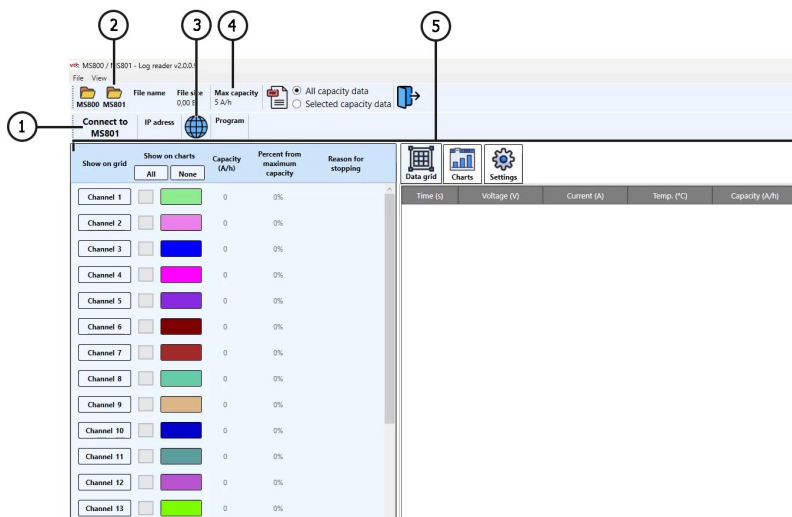 2
3
4
5
MS800 / MS801 - Log reader v2.0.0.9
File View
MS800 MS801
File name
File size
0,00 B
Max capacity
5 A/h
All capacity data
Selected capacity data
1
Connect to
MS801
IP adress
Program
Show on grid
Show on charts
All None
Capacity
(A/h)
Percent from
maximum
capacity
Reason for
stopping
Data grid Charts Settings
Time (s) Voltage (V) Current (A) Temp. (°C) Capacity (A/h)
Channel 1 0 0%
Channel 2 0 0%
Channel 3 0 0%
Channel 4 0 0%
Channel 5 0 0%
Channel 6 0 0%
Channel 7 0 0%
Channel 8 0 0%
Channel 9 0 0%
Channel 10 0 0%
Channel 11 0 0%
Channel 12 0 0%
Channel 13 0 0%